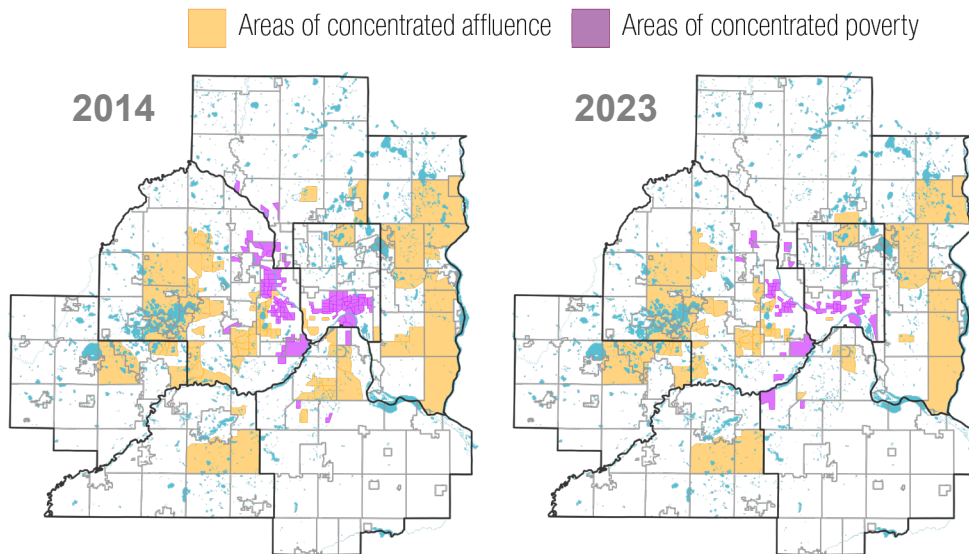 Areas of concentrated affluence
Areas of concentrated poverty
2014
2023